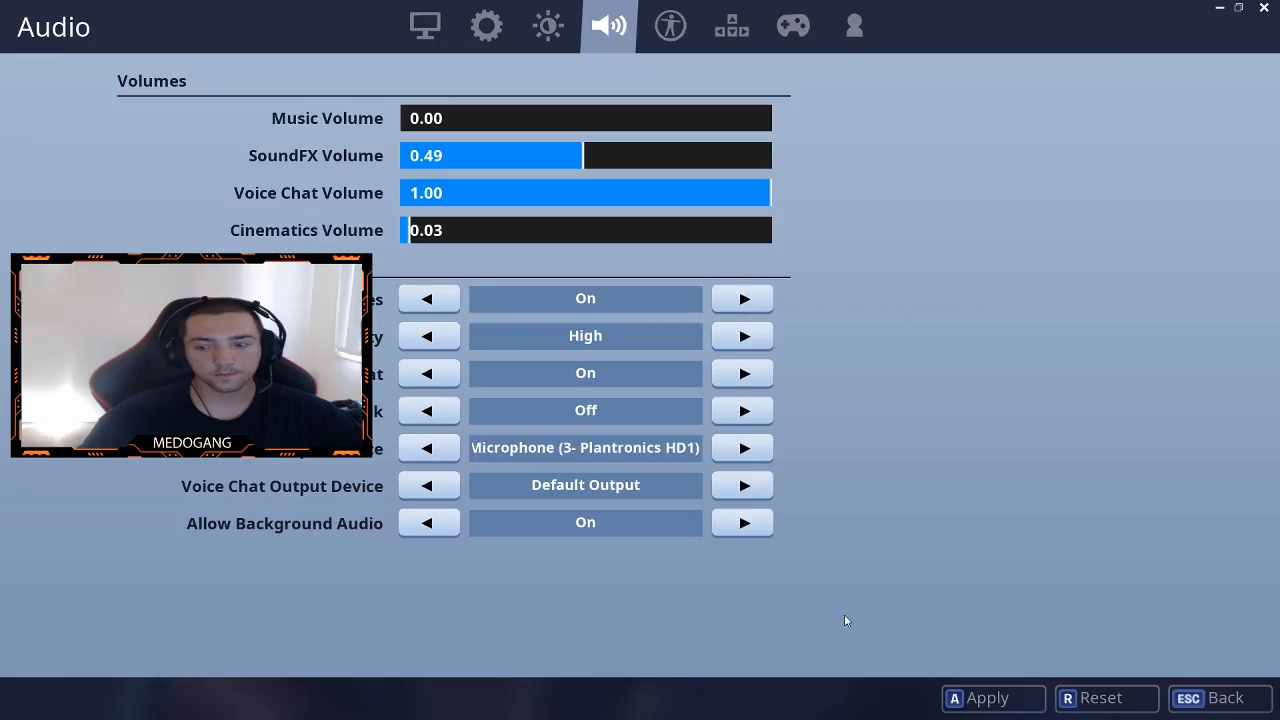 Audio
Volumes
Music Volume 0.00
SoundFX Volume 0.49
Voice Chat Volume 1.00
Cinematics Volume 0.03
On
High
On
Off
Microphone (3- Plantronics HD1)
Voice Chat Output Device Default Output
Allow Background Audio On
MEDOGANG
A Apply R Reset ESC Back